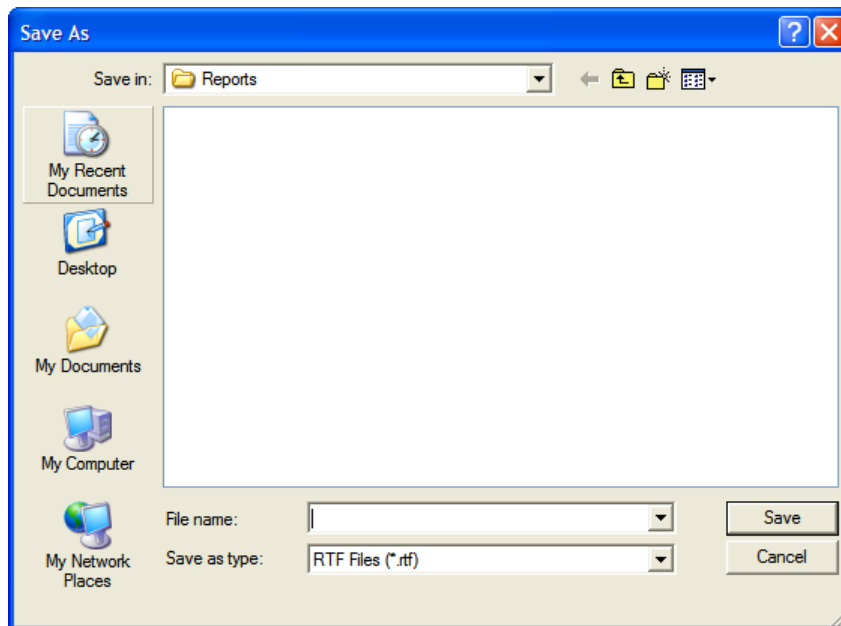 Save As
Save in:
Reports
My Recent
Documents
Desktop
My Documents
My Computer
My Network
Places
File name:
Save
Save as type:
RTF Files (*.rtf)
Cancel